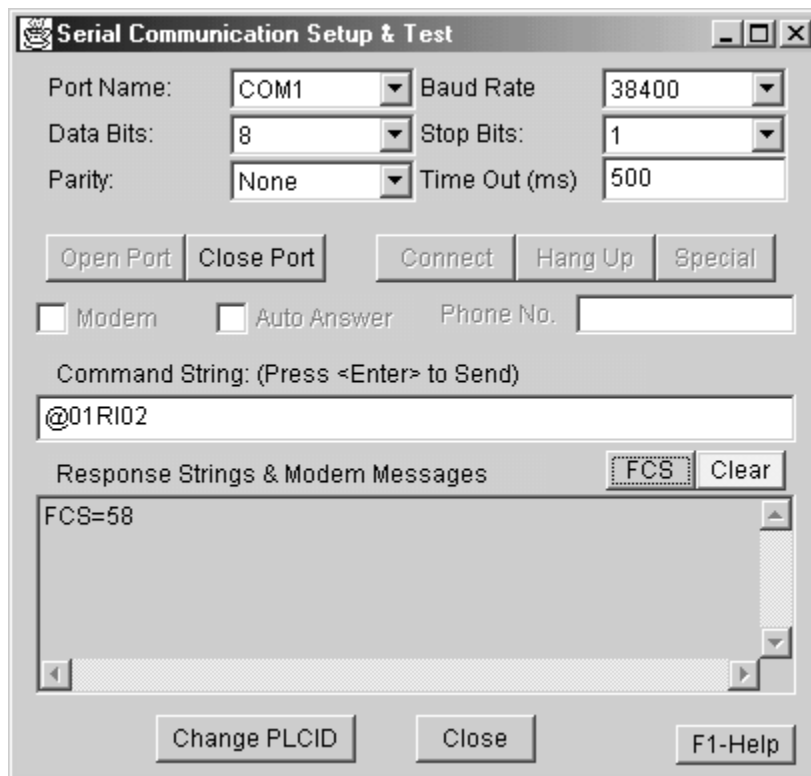 Serial Communication Setup & Test
Port Name: COM1 Baud Rate 38400
Data Bits: 8 Stop Bits: 1
Parity: None Time Out (ms) 500
Open Port Close Port Connect Hang Up Special
Modem Auto Answer Phone No.
Command String: (Press <Enter> to Send)
@01RI02
Response Strings & Modem Messages FCS Clear
FCS=58
Change PLCID Close F1-Help